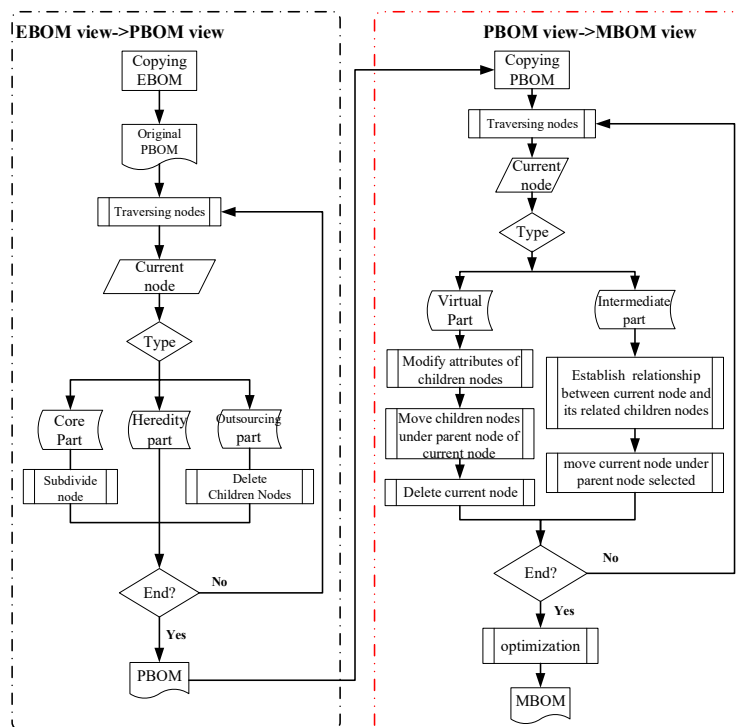 EBOM view->PBOM view
Copying
EBOM
Original
PBOM
Traversing nodes
Current
node
Type
Core
Part
Heredity
part
Outsourcing
part
Subdivide
node
Delete
Children Nodes
End?
No
Yes
PBOM
PBOM view->MBOM view
Copying
PBOM
Traversing nodes
Current
node
Type
Virtual
Part
Intermediate
part
Modify attributes of
children nodes
Move children nodes
under parent node of
current node
Delete current node
Establish relationship
between current node and
its related children nodes
move current node under
parent node selected
End?
No
Yes
optimization
MBOM